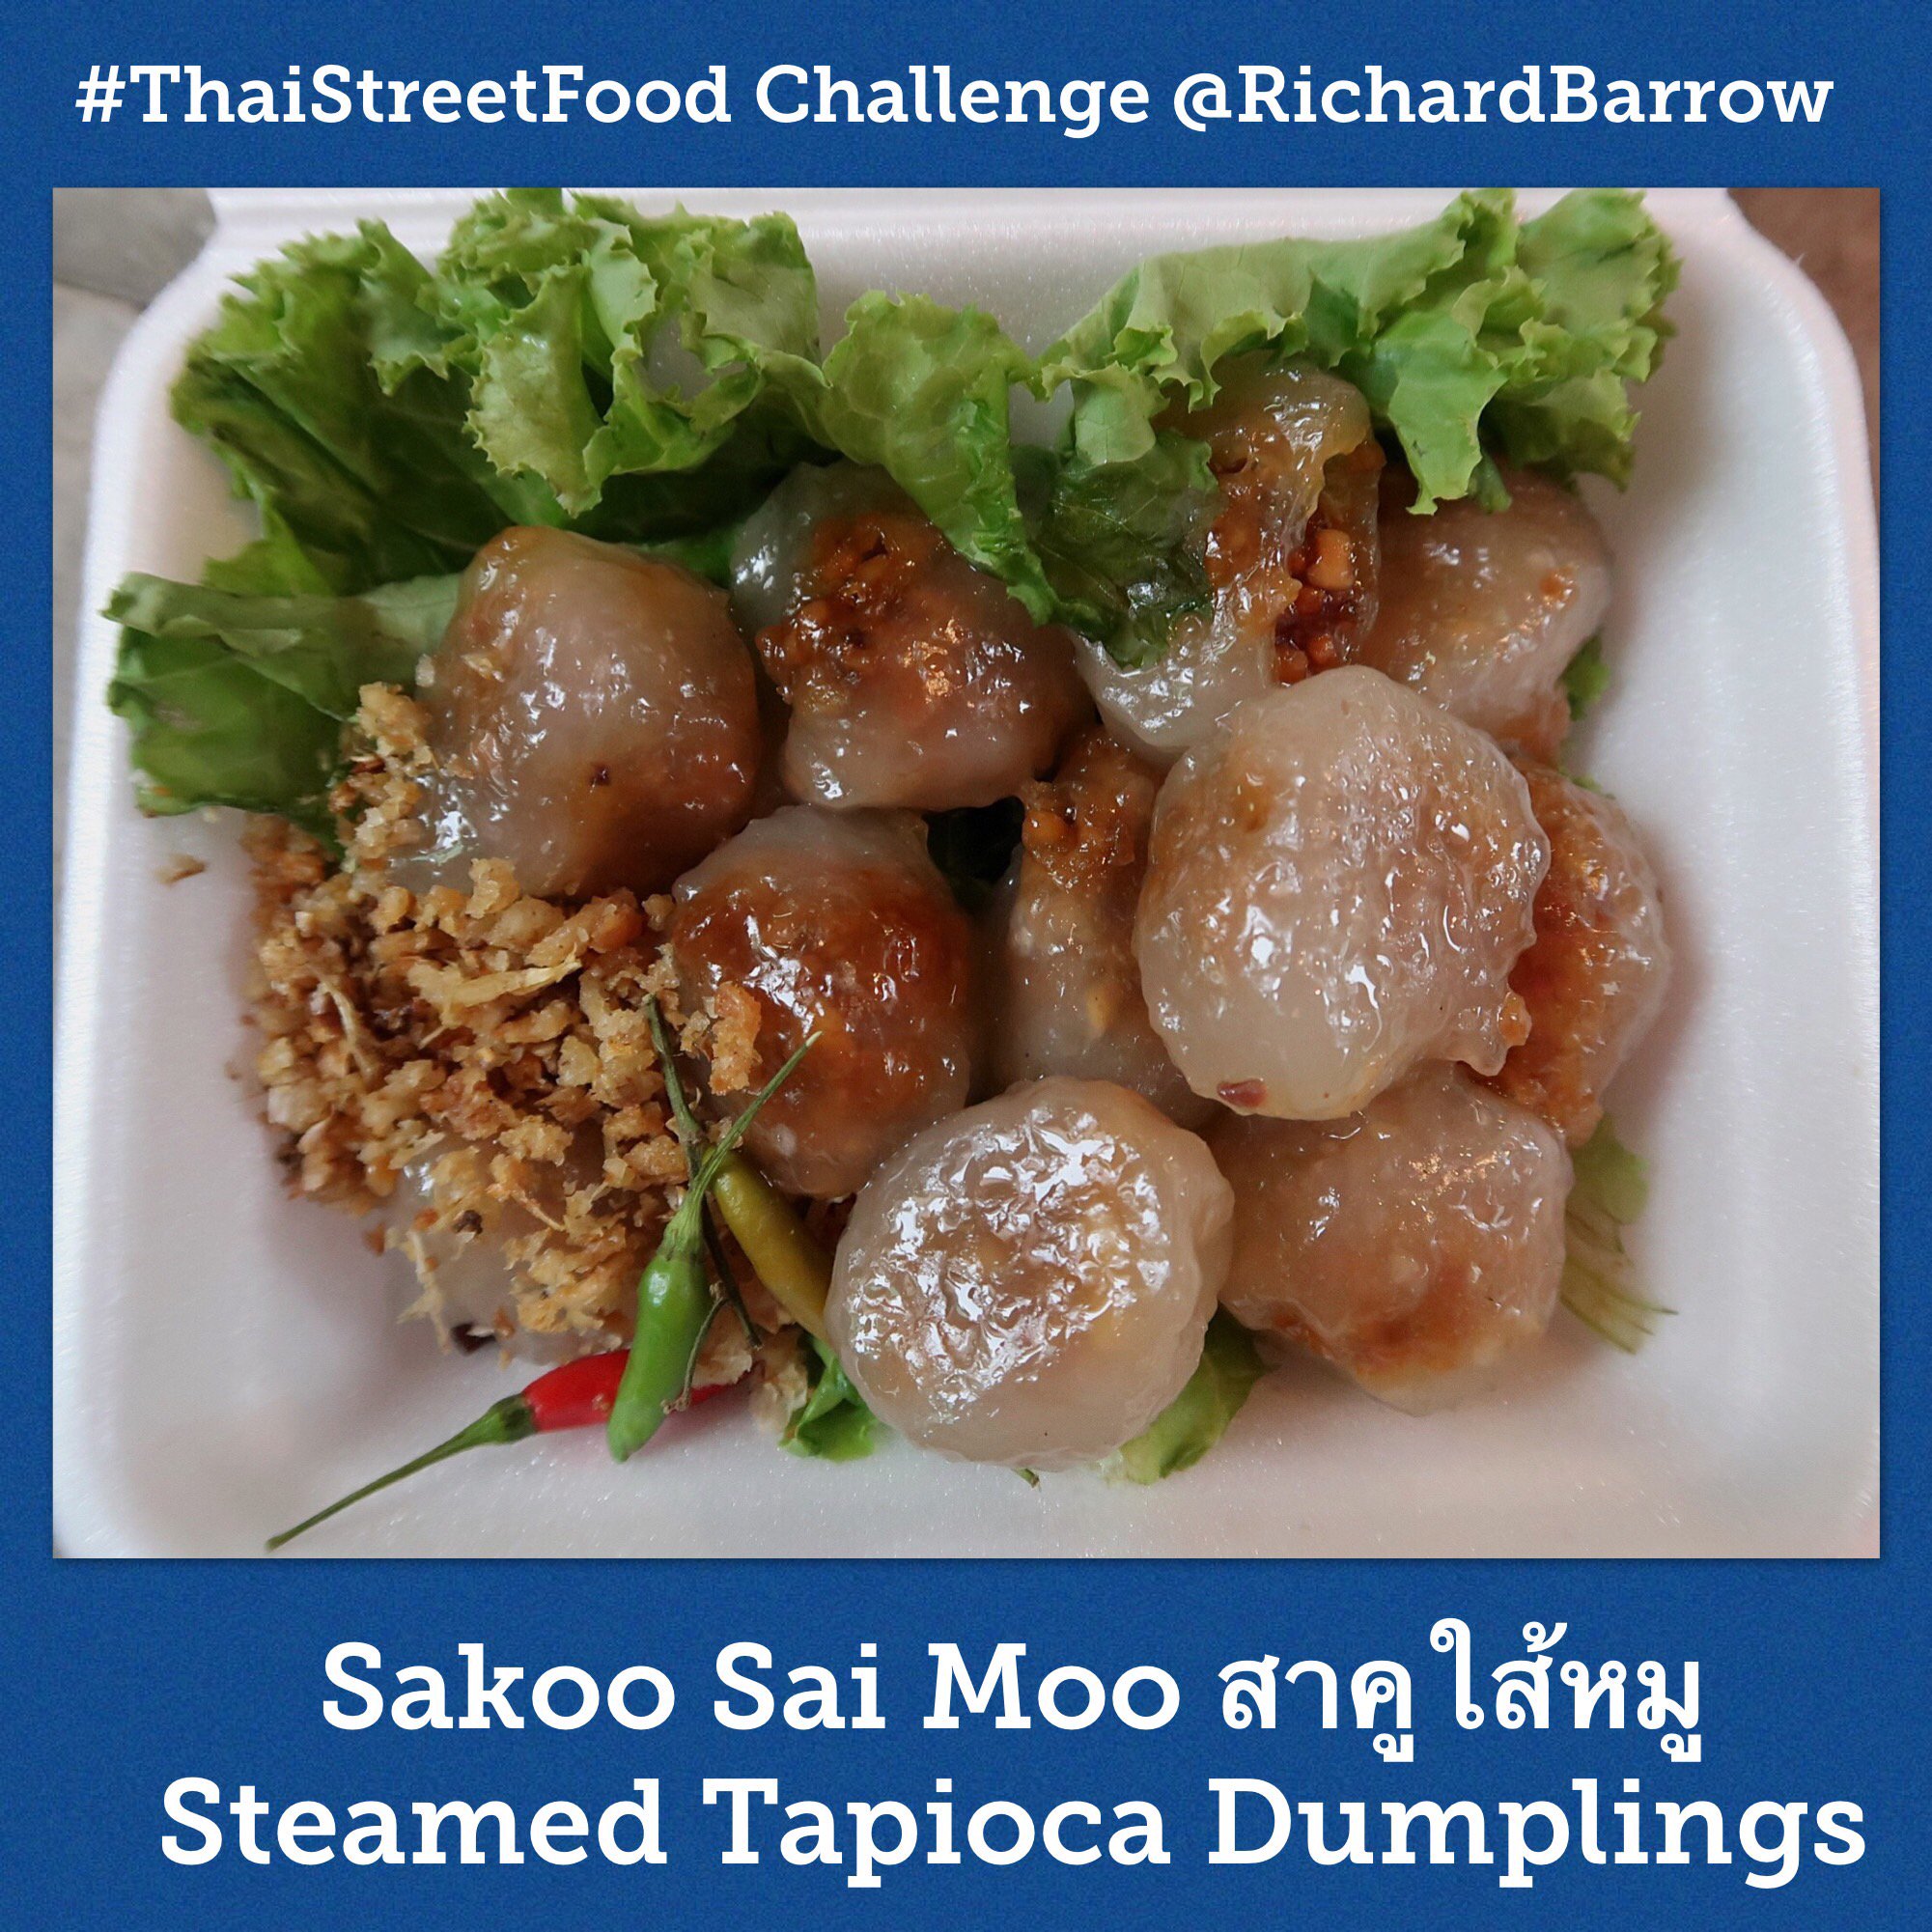 #ThaiStreetFood Challenge @RichardBarrow
Sakoo Sai Moo สาคูไส้หมู
Steamed Tapioca Dumplings